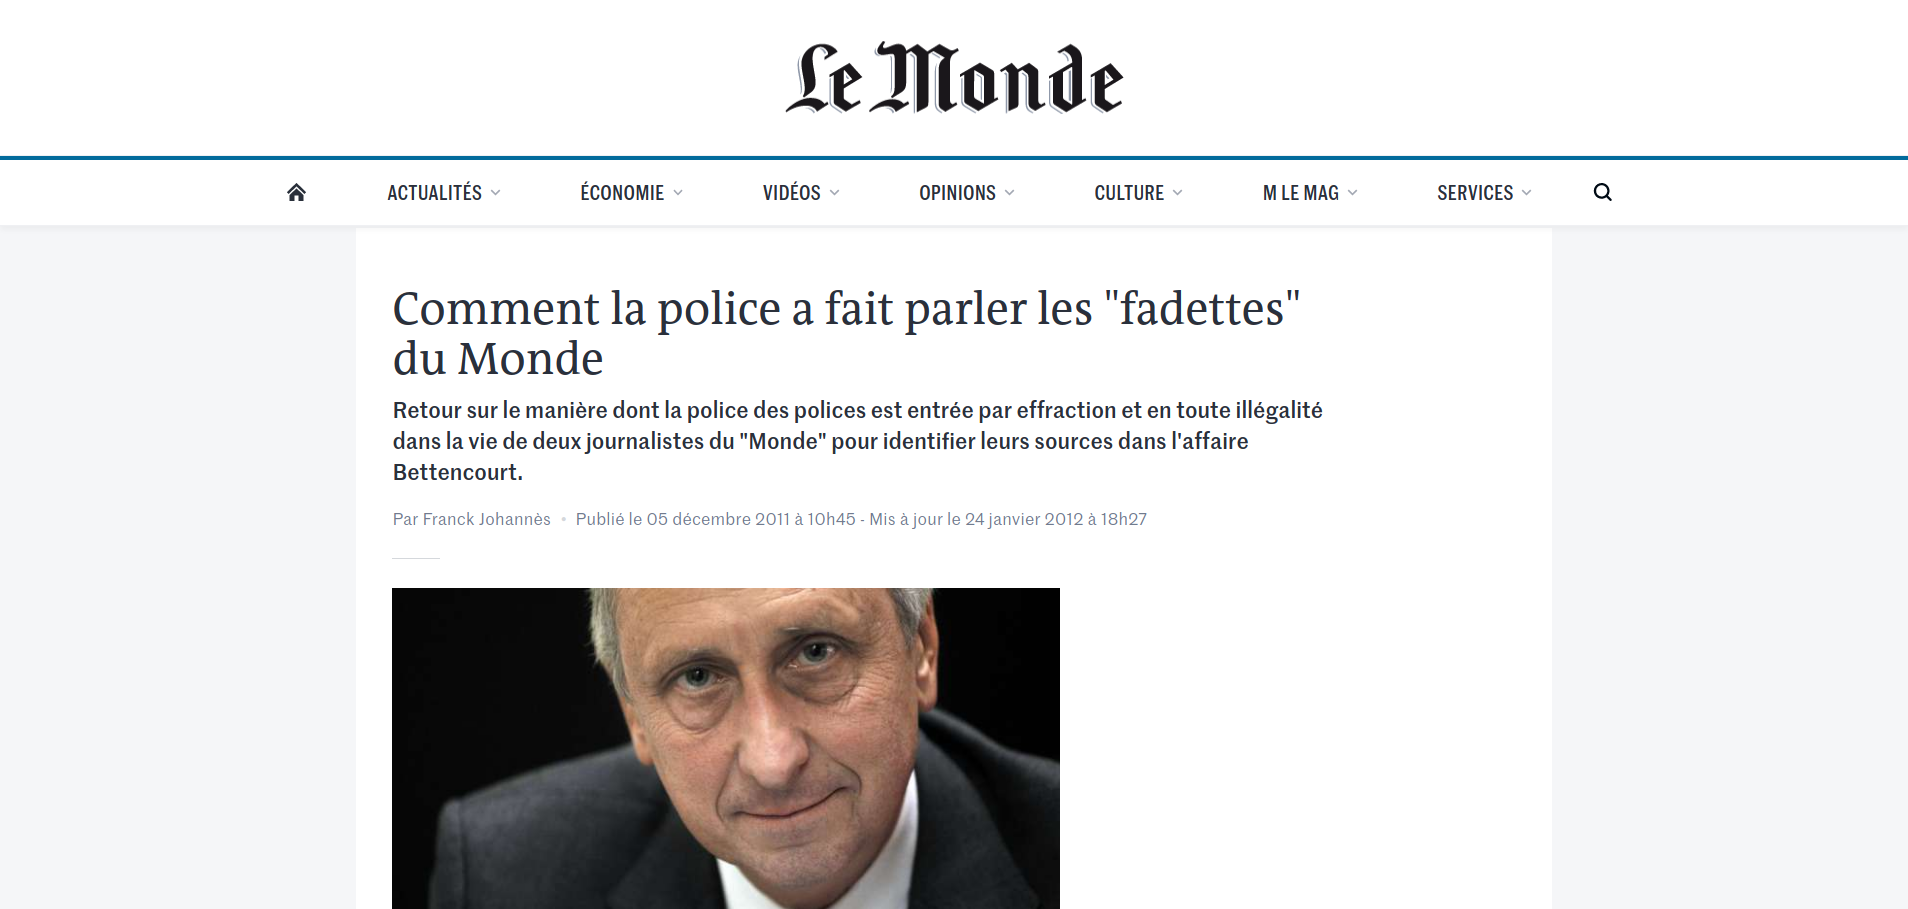 Le Monde
ACTUALITÉS
ÉCONOMIE
VIDÉOS
OPINIONS
CULTURE
M LE MAG
SERVICES
Comment la police a fait parler les "fadettes"
du Monde
Retour sur le manière dont la police des polices est entrée par effraction et en toute illégalité
dans la vie de deux journalistes du "Monde" pour identifier leurs sources dans l'affaire
Bettencourt.
Par Franck Johannès • Publié le 05 décembre 2011 à 10h45 - Mis à jour le 24 janvier 2012 à 18h27